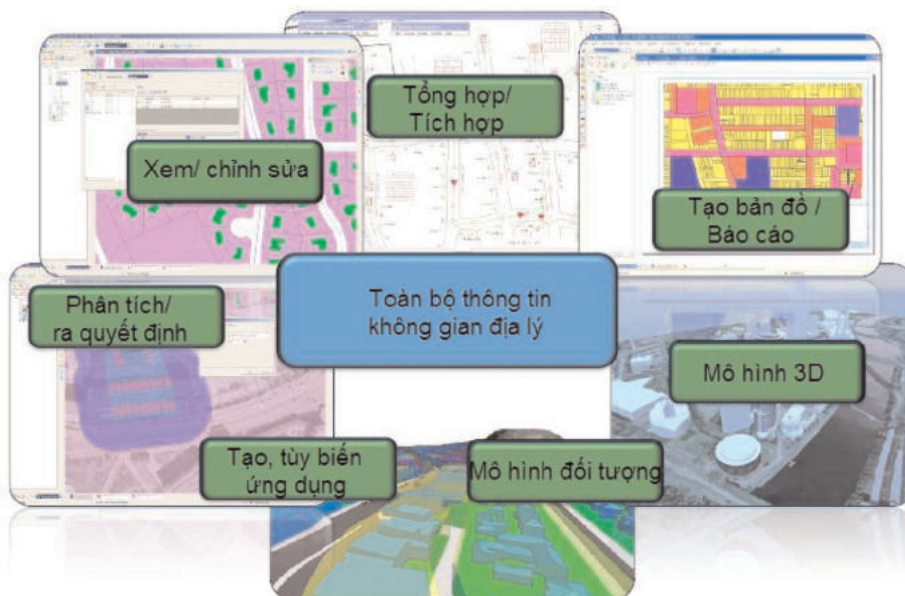 Tổng hợp/
Tích hợp
Xem/ chỉnh sửa
Tạo bản đồ /
Báo cáo
Toàn bộ thông tin
không gian địa lý
Phân tích/
ra quyết định
Mô hình 3D
Tạo, tùy biến
ứng dụng
Mô hình đối tượng